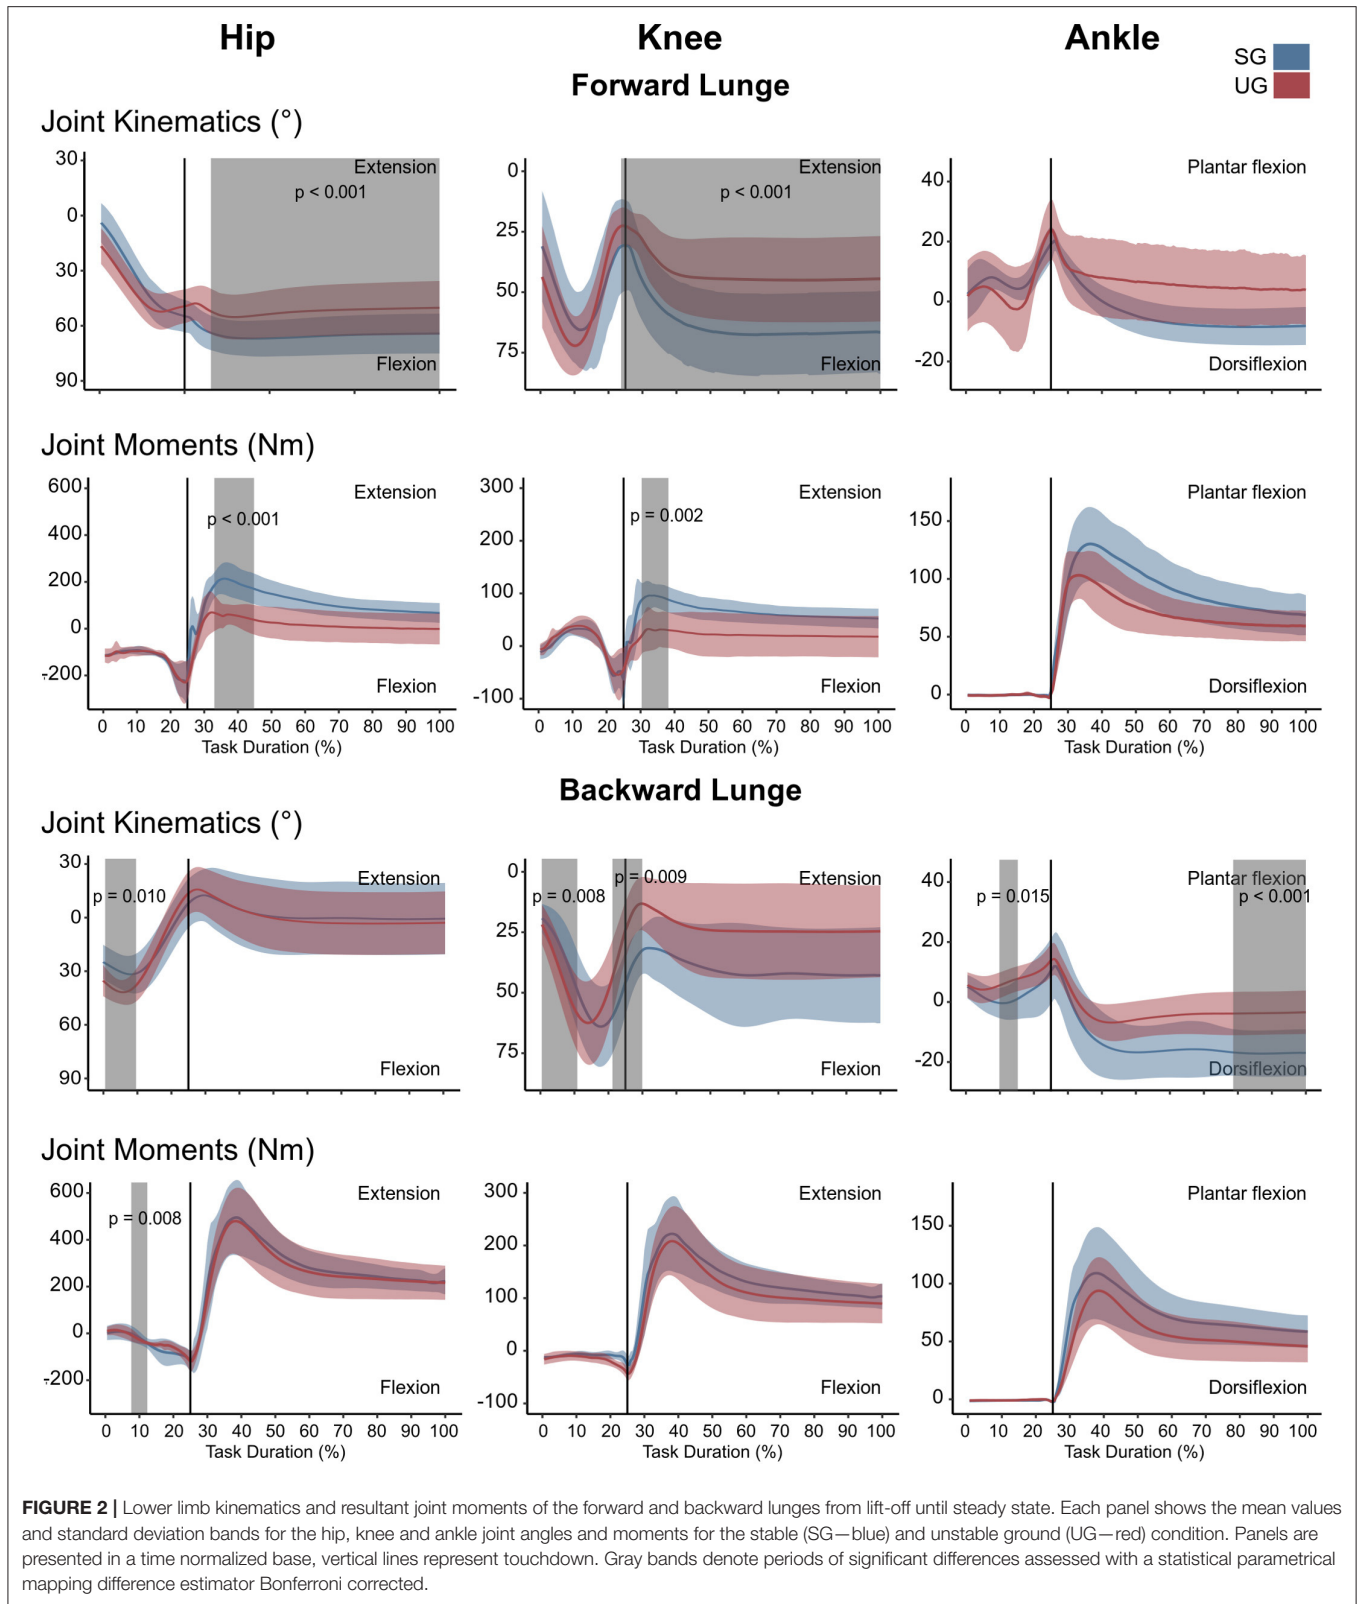 Hip Knee Ankle
SG
UG
Forward Lunge
Joint Kinematics (°)
30 0 30 60 90
Extension
p < 0.001
Flexion
0 25 50 75
Extension
p < 0.001
Flexion
40 20 0 -20
Plantar flexion
Dorsiflexion
Joint Moments (Nm)
600 400 200 0 -200
Extension
p < 0.001
Flexion
0 10 20 30 40 50 60 70 80 90 100
Task Duration (%)
300 200 100 0 -100
Extension
p = 0.002
Flexion
0 10 20 30 40 50 60 70 80 90 100
Task Duration (%)
150 100 50 0
Plantar flexion
Dorsiflexion
0 10 20 30 40 50 60 70 80 90 100
Task Duration (%)
Backward Lunge
Joint Kinematics (°)
30 0 30 60 90
Extension
p = 0.010
Flexion
0 25 50 75
p = 0.009
Extension
p = 0.008
Flexion
40 20 0 -20
Plantar flexion
p = 0.015
p < 0.001
Dorsiflexion
Joint Moments (Nm)
600 400 200 0 -200
Extension
p = 0.008
Flexion
0 10 20 30 40 50 60 70 80 90 100
Task Duration (%)
300 200 100 0 -100
Extension
Flexion
0 10 20 30 40 50 60 70 80 90 100
Task Duration (%)
150 100 50 0
Plantar flexion
Dorsiflexion
0 10 20 30 40 50 60 70 80 90 100
Task Duration (%)
FIGURE 2 | Lower limb kinematics and resultant joint moments of the forward and backward lunges from lift-off until steady state. Each panel shows the mean values
and standard deviation bands for the hip, knee and ankle joint angles and moments for the stable (SG—blue) and unstable ground (UG—red) condition. Panels are
presented in a time normalized base, vertical lines represent touchdown. Gray bands denote periods of significant differences assessed with a statistical parametrical
mapping difference estimator Bonferroni corrected.